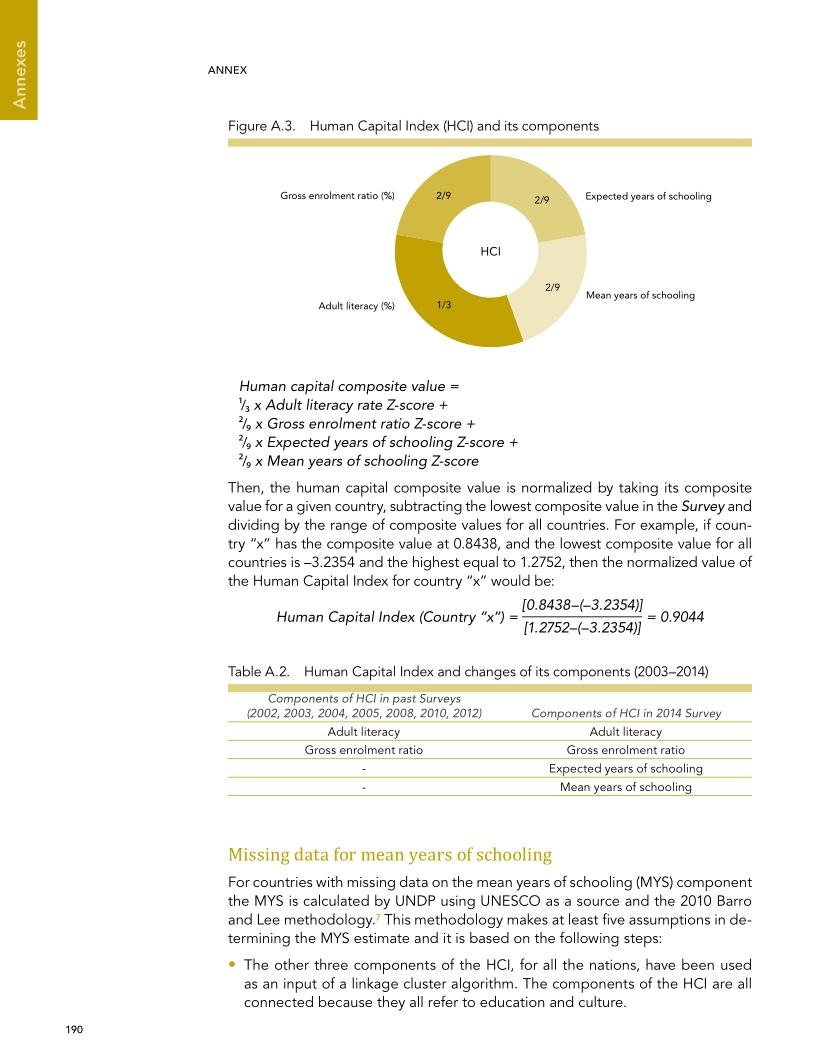 Annexes
ANNEX
Figure A.3. Human Capital Index (HCI) and its components
Gross enrolment ratio (%)
2/9
2/9
Expected years of schooling
HCI
2/9
Mean years of schooling
Adult literacy (%)
1/3
Human capital composite value =
1/3 x Adult literacy rate Z-score +
2/9 x Gross enrolment ratio Z-score +
2/9 x Expected years of schooling Z-score +
2/9 x Mean years of schooling Z-score
Then, the human capital composite value is normalized by taking its composite
value for a given country, subtracting the lowest composite value in the Survey and
dividing by the range of composite values for all countries. For example, if coun-
try “x” has the composite value at 0.8438, and the lowest composite value for all
countries is –3.2354 and the highest equal to 1.2752, then the normalized value of
the Human Capital Index for country “x” would be:
Human Capital Index (Country “x”) = [0.8438–(–3.2354)] / [1.2752–(–3.2354)] = 0.9044
Table A.2. Human Capital Index and changes of its components (2003–2014)
Components of HCI in past Surveys
(2002, 2003, 2004, 2005, 2008, 2010, 2012) Components of HCI in 2014 Survey
Adult literacy Adult literacy
Gross enrolment ratio Gross enrolment ratio
- Expected years of schooling
- Mean years of schooling
Missing data for mean years of schooling
For countries with missing data on the mean years of schooling (MYS) component
the MYS is calculated by UNDP using UNESCO as a source and the 2010 Barro
and Lee methodology.7 This methodology makes at least five assumptions in de-
termining the MYS estimate and it is based on the following steps:
• The other three components of the HCI, for all the nations, have been used
as an input of a linkage cluster algorithm. The components of the HCI are all
connected because they all refer to education and culture.
190